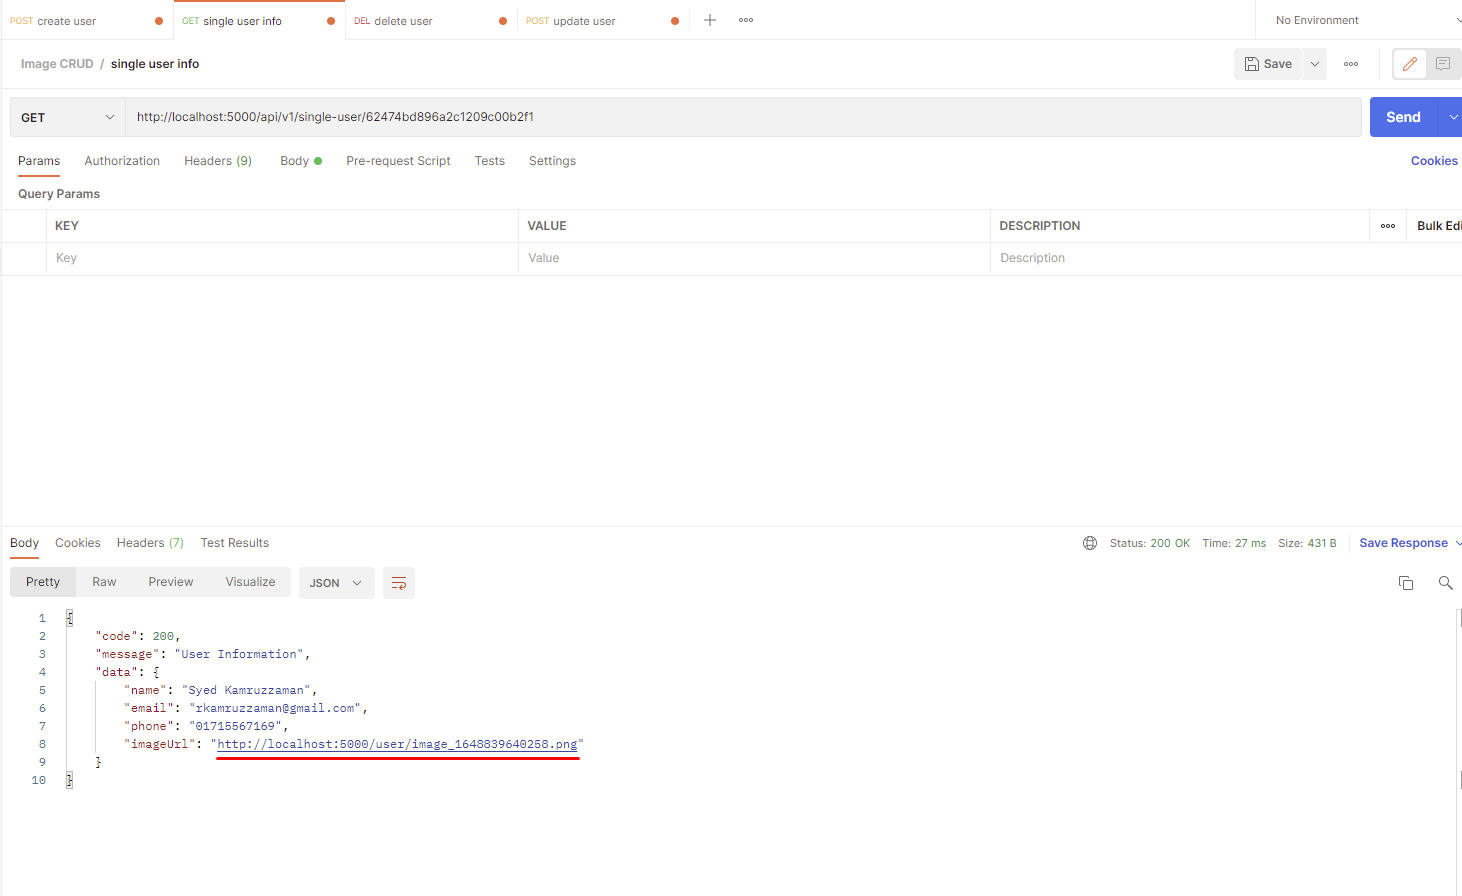 POST create user
GET single user info
DEL delete user
POST update user
No Environment
Image CRUD / single user info
Save
GET
http://localhost:5000/api/v1/single-user/62474bd896a2c1209c00b2f1
Send
Params Authorization Headers (9) Body Pre-request Script Tests Settings Cookies
Query Params
KEY VALUE DESCRIPTION Bulk Edi
Key Value Description
Body Cookies Headers (7) Test Results Status: 200 OK Time: 27 ms Size: 431 B Save Response
Pretty Raw Preview Visualize JSON
1 {
2 "code": 200,
3 "message": "User Information",
4 "data": {
5 "name": "Syed Kamruzzaman",
6 "email": "rkamruzzaman@gmail.com",
7 "phone": "01715567169",
8 "imageUrl": "http://localhost:5000/user/image_1648839640258.png"
9 }
10 }